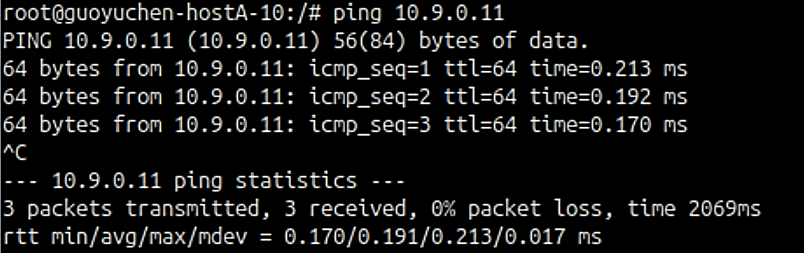 root@guoyuchen-hostA-10:/# ping 10.9.0.11
PING 10.9.0.11 (10.9.0.11) 56(84) bytes of data.
64 bytes from 10.9.0.11: icmp_seq=1 ttl=64 time=0.213 ms
64 bytes from 10.9.0.11: icmp_seq=2 ttl=64 time=0.192 ms
64 bytes from 10.9.0.11: icmp_seq=3 ttl=64 time=0.170 ms
^C
--- 10.9.0.11 ping statistics ---
3 packets transmitted, 3 received, 0% packet loss, time 2069ms
rtt min/avg/max/mdev = 0.170/0.191/0.213/0.017 ms